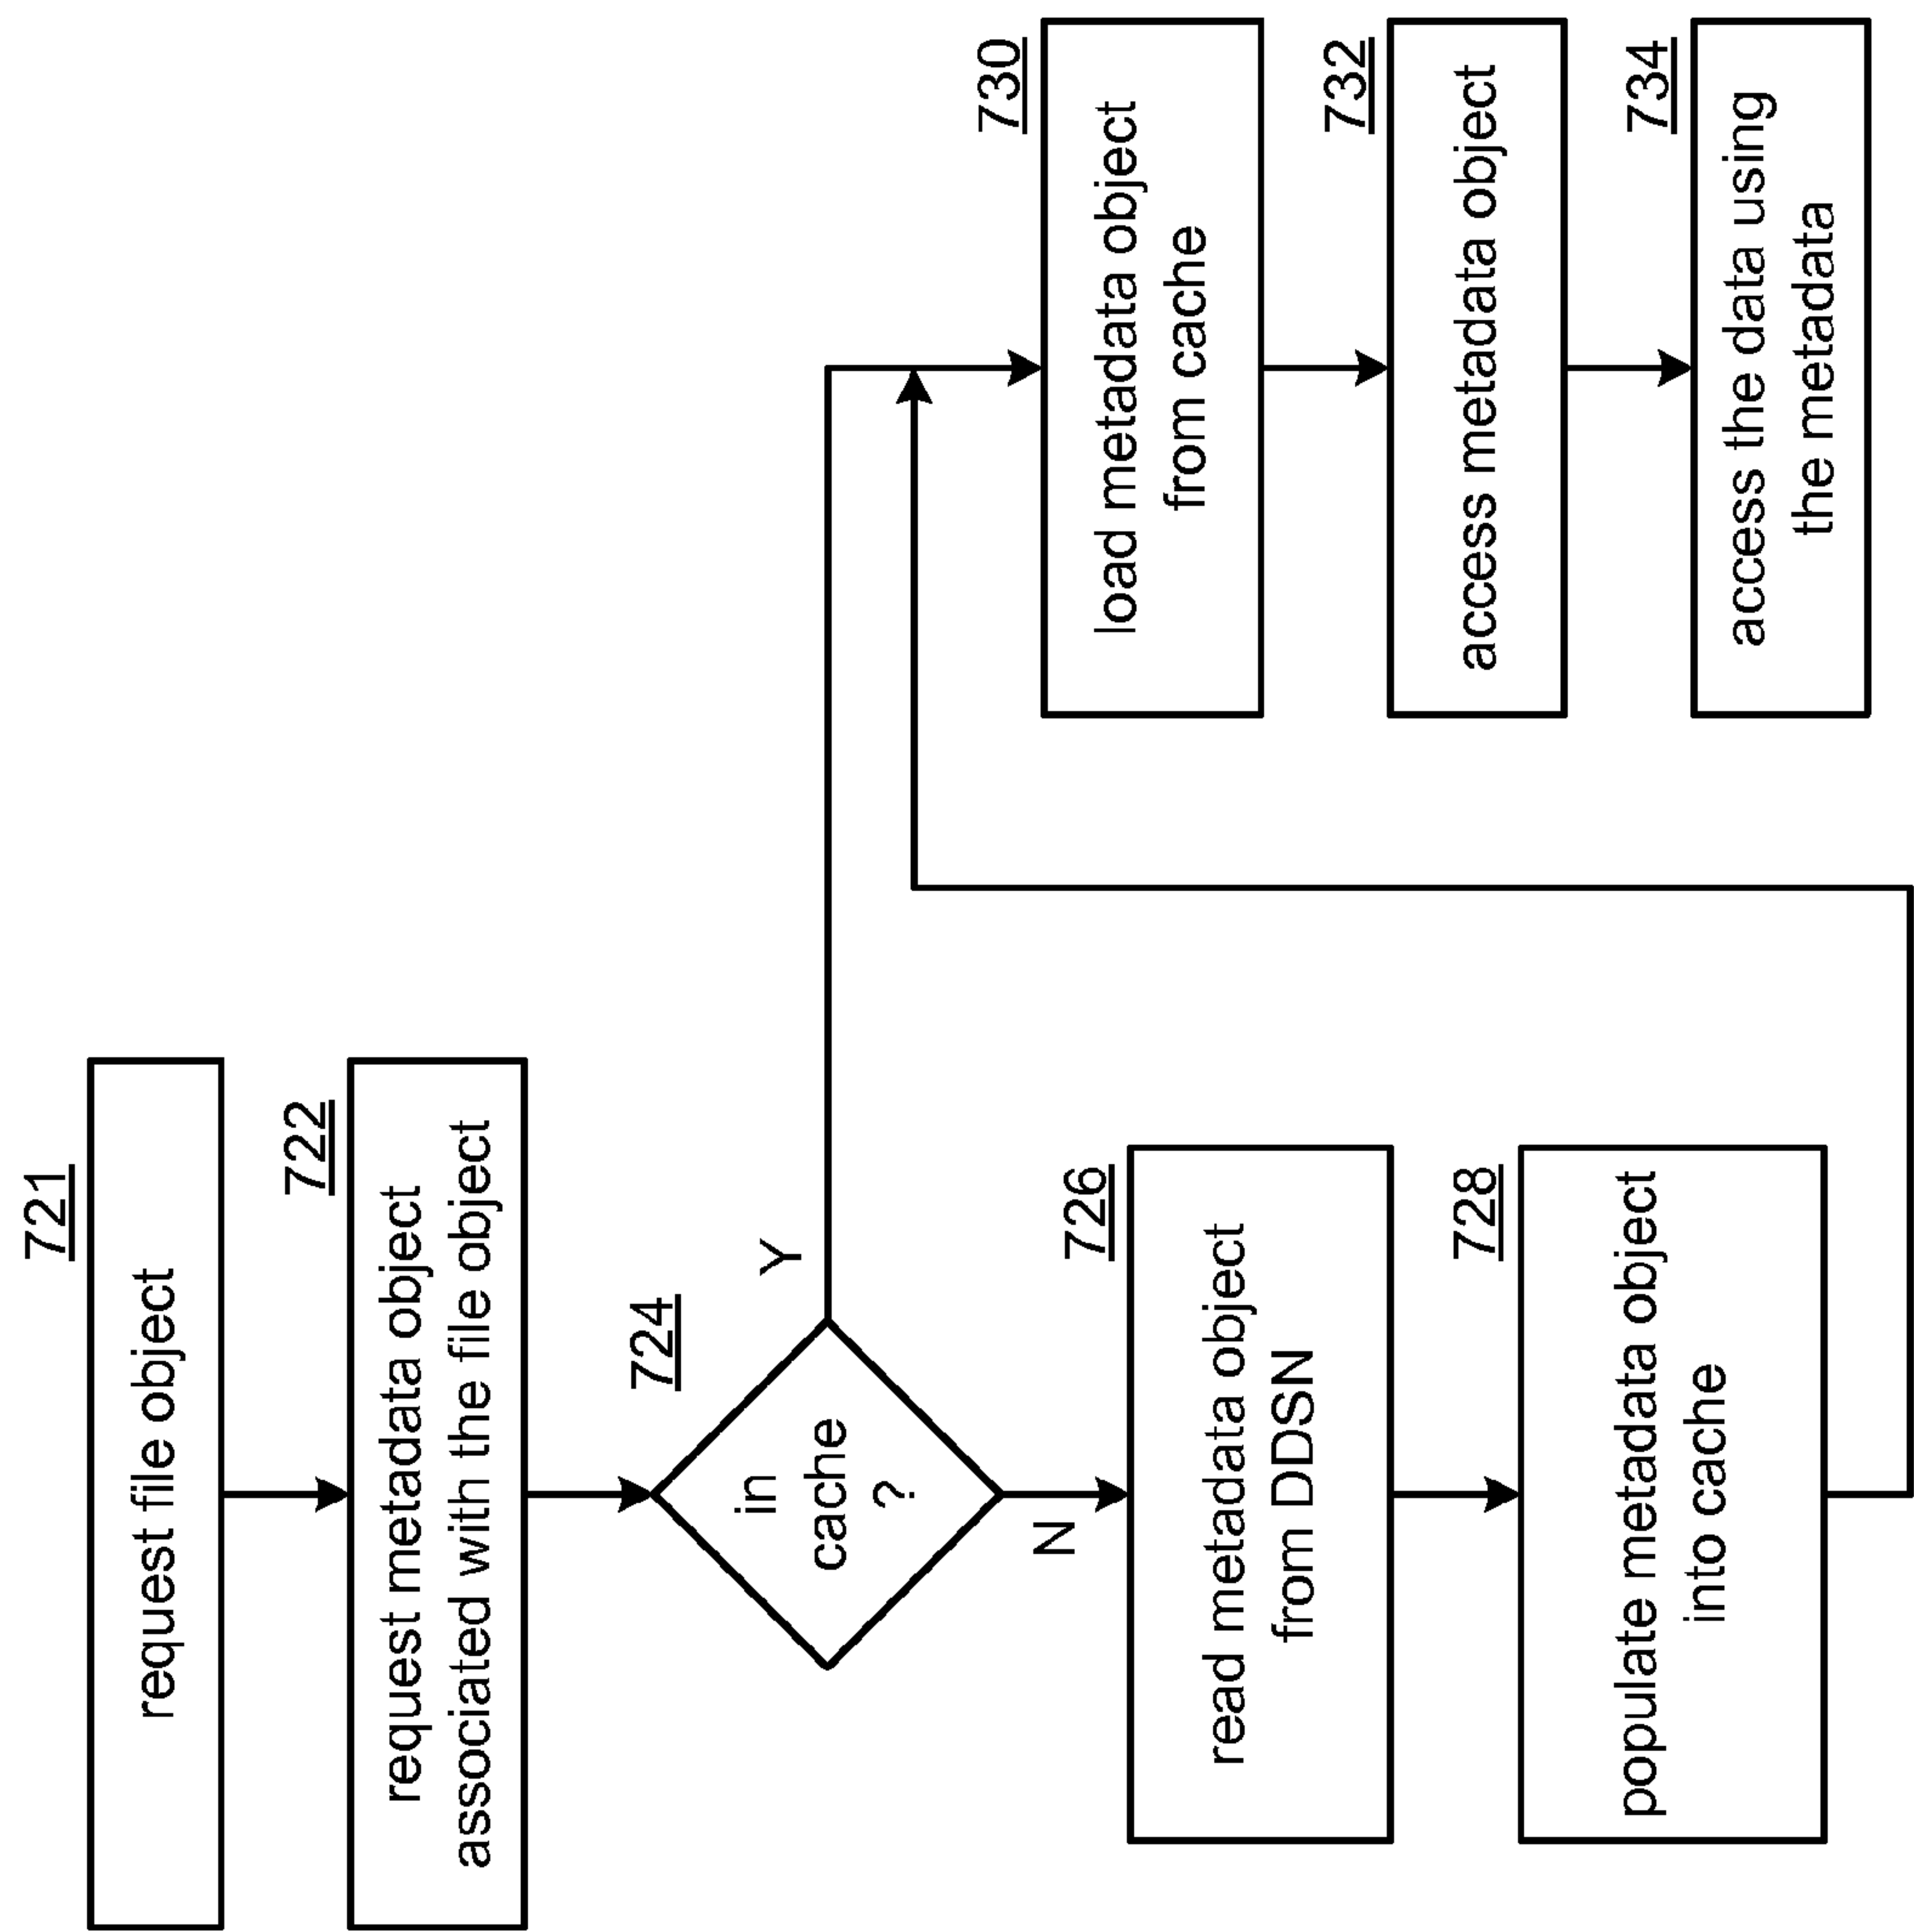 721
request file object
722
request metadata object
associated with the file object
724
in
cache
?
Y
N
726
read metadata object
from DDSN
728
populate metadata object
into cache
730
load metadata object
from cache
732
access metadata object
734
access the data using
the metadata